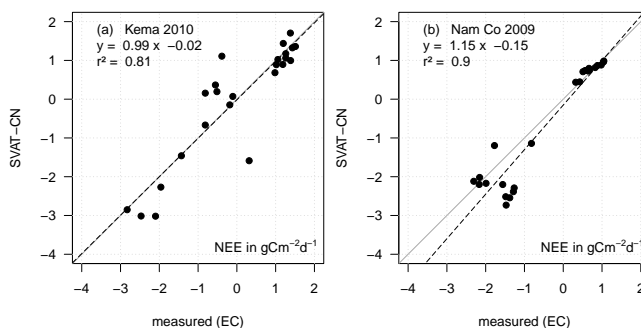 (a) Kema 2010
y = 0.99 x −0.02
r² = 0.81
SVAT−CN
2
1
0
−1
−2
−3
−4
NEE in gCm⁻²d⁻¹
−4 −3 −2 −1 0 1 2
measured (EC)
(b) Nam Co 2009
y = 1.15 x −0.15
r² = 0.9
SVAT−CN
2
1
0
−1
−2
−3
−4
NEE in gCm⁻²d⁻¹
−4 −3 −2 −1 0 1 2
measured (EC)